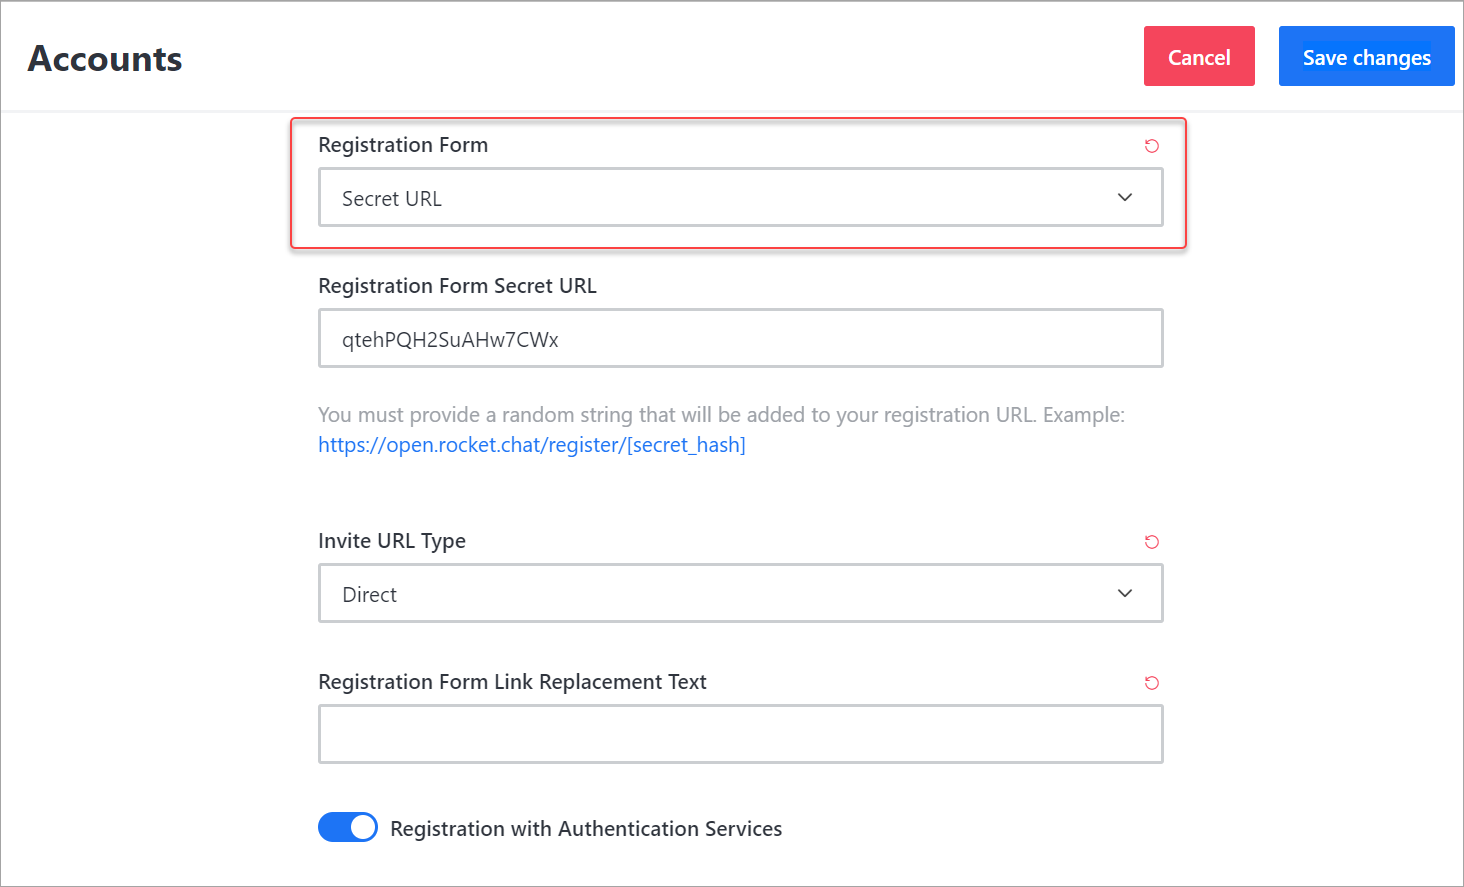 Accounts
Cancel
Save changes
Registration Form
Secret URL
Registration Form Secret URL
qtehPQH2SuAHw7CWx
You must provide a random string that will be added to your registration URL. Example:
https://open.rocket.chat/register/[secret_hash]
Invite URL Type
Direct
Registration Form Link Replacement Text
Registration with Authentication Services